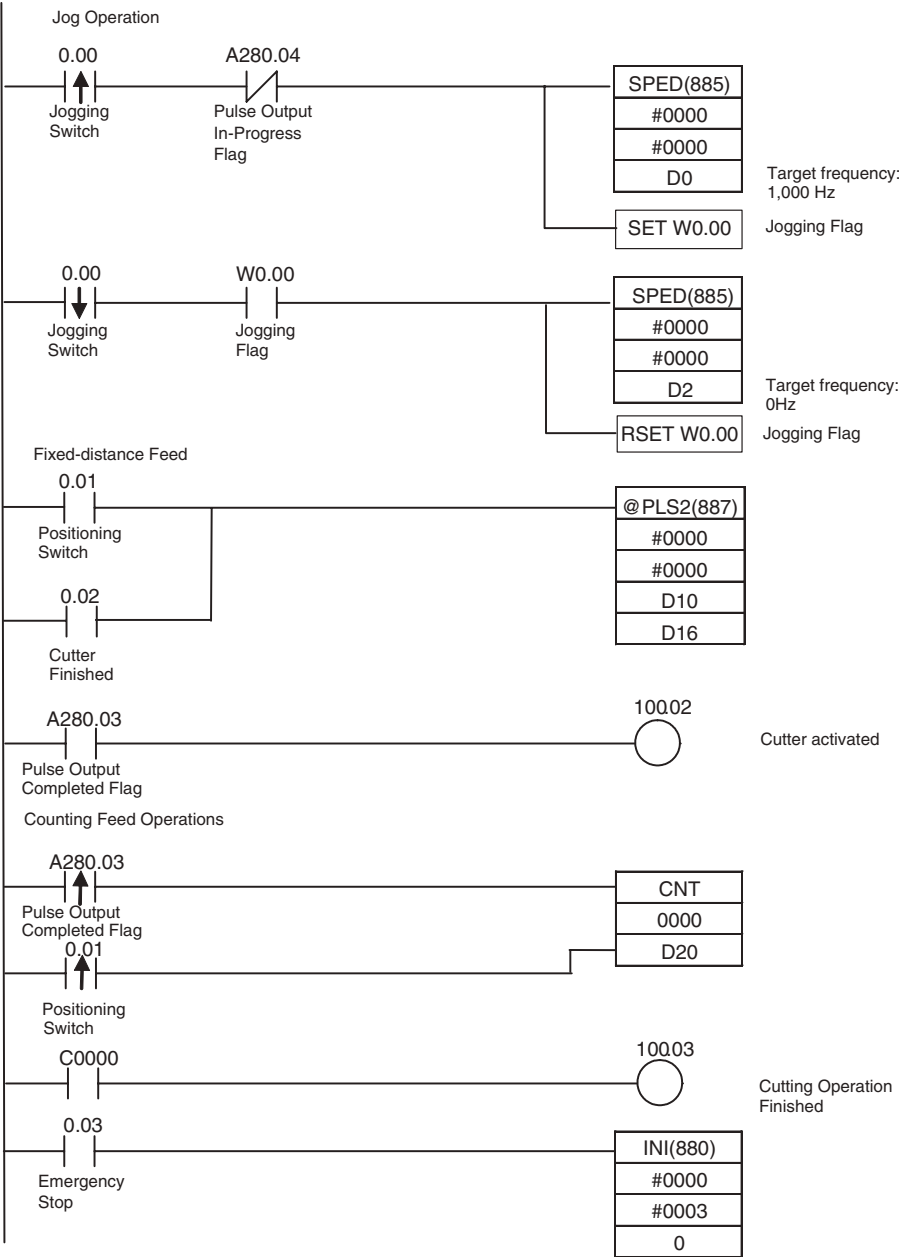 Jog Operation
0.00
A280.04
Jogging
Switch
Pulse Output
In-Progress
Flag
SPED(885)
#0000
#0000
D0
Target frequency:
1,000 Hz
SET W0.00
Jogging Flag
0.00
W0.00
Jogging
Switch
Jogging
Flag
SPED(885)
#0000
#0000
D2
Target frequency:
0Hz
RSET W0.00
Jogging Flag
Fixed-distance Feed
0.01
Positioning
Switch
0.02
Cutter
Finished
@PLS2(887)
#0000
#0000
D10
D16
A280.03
Pulse Output
Completed Flag
100.02
Cutter activated
Counting Feed Operations
A280.03
Pulse Output
Completed Flag
0.01
Positioning
Switch
CNT
0000
D20
C0000
100.03
Cutting Operation
Finished
0.03
Emergency
Stop
INI(880)
#0000
#0003
0